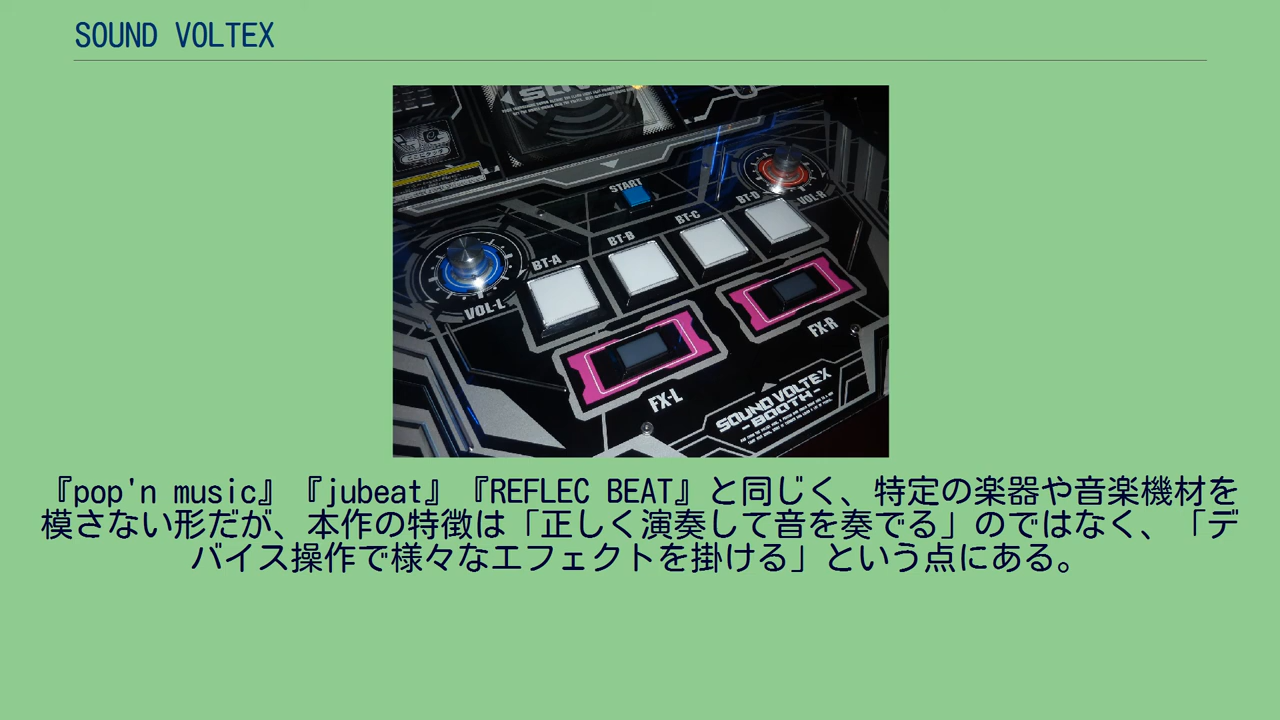 SOUND VOLTEX
START
BT-A
BT-B
BT-C
BT-D
VOL-L
VOL-R
FX-L
FX-R
SOUND VOLTEX
-BOOTH-
『pop'n music』『jubeat』『REFLEC BEAT』と同じく、特定の楽器や音楽機材を
模さない形だが、本作の特徴は「正しく演奏して音を奏でる」のではなく、「デ
バイス操作で様々なエフェクトを掛ける」という点にある。